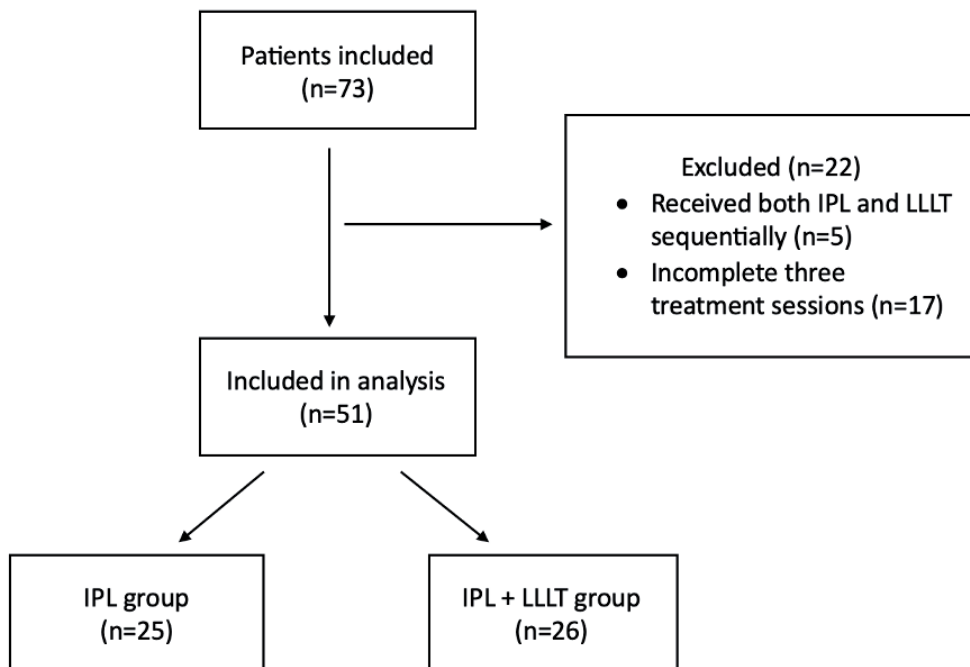 Patients included
(n=73)
Excluded (n=22)
• Received both IPL and LLLT
sequentially (n=5)
• Incomplete three
treatment sessions (n=17)
Included in analysis
(n=51)
IPL group
(n=25)
IPL + LLLT group
(n=26)